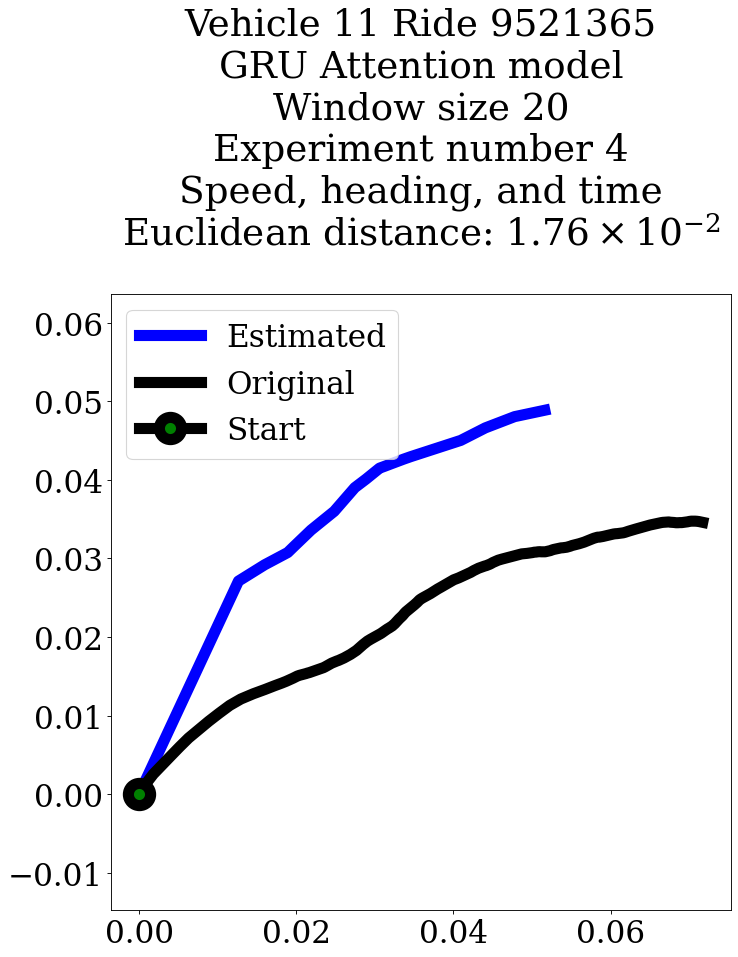 Vehicle 11 Ride 9521365
GRU Attention model
Window size 20
Experiment number 4
Speed, heading, and time
Euclidean distance: 1.76 × 10⁻²
Estimated
Original
Start
0.06
0.05
0.04
0.03
0.02
0.01
0.00
−0.01
0.00 0.02 0.04 0.06